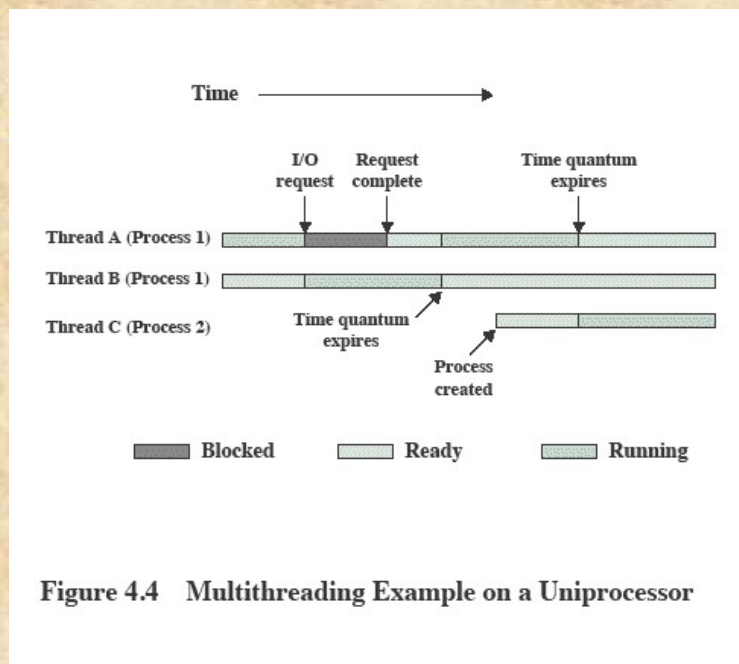 Time
I/O
request
Request
complete
Time quantum
expires
Thread A (Process 1)
Thread B (Process 1)
Time quantum
expires
Thread C (Process 2)
Process
created
Blocked
Ready
Running
Figure 4.4 Multithreading Example on a Uniprocessor